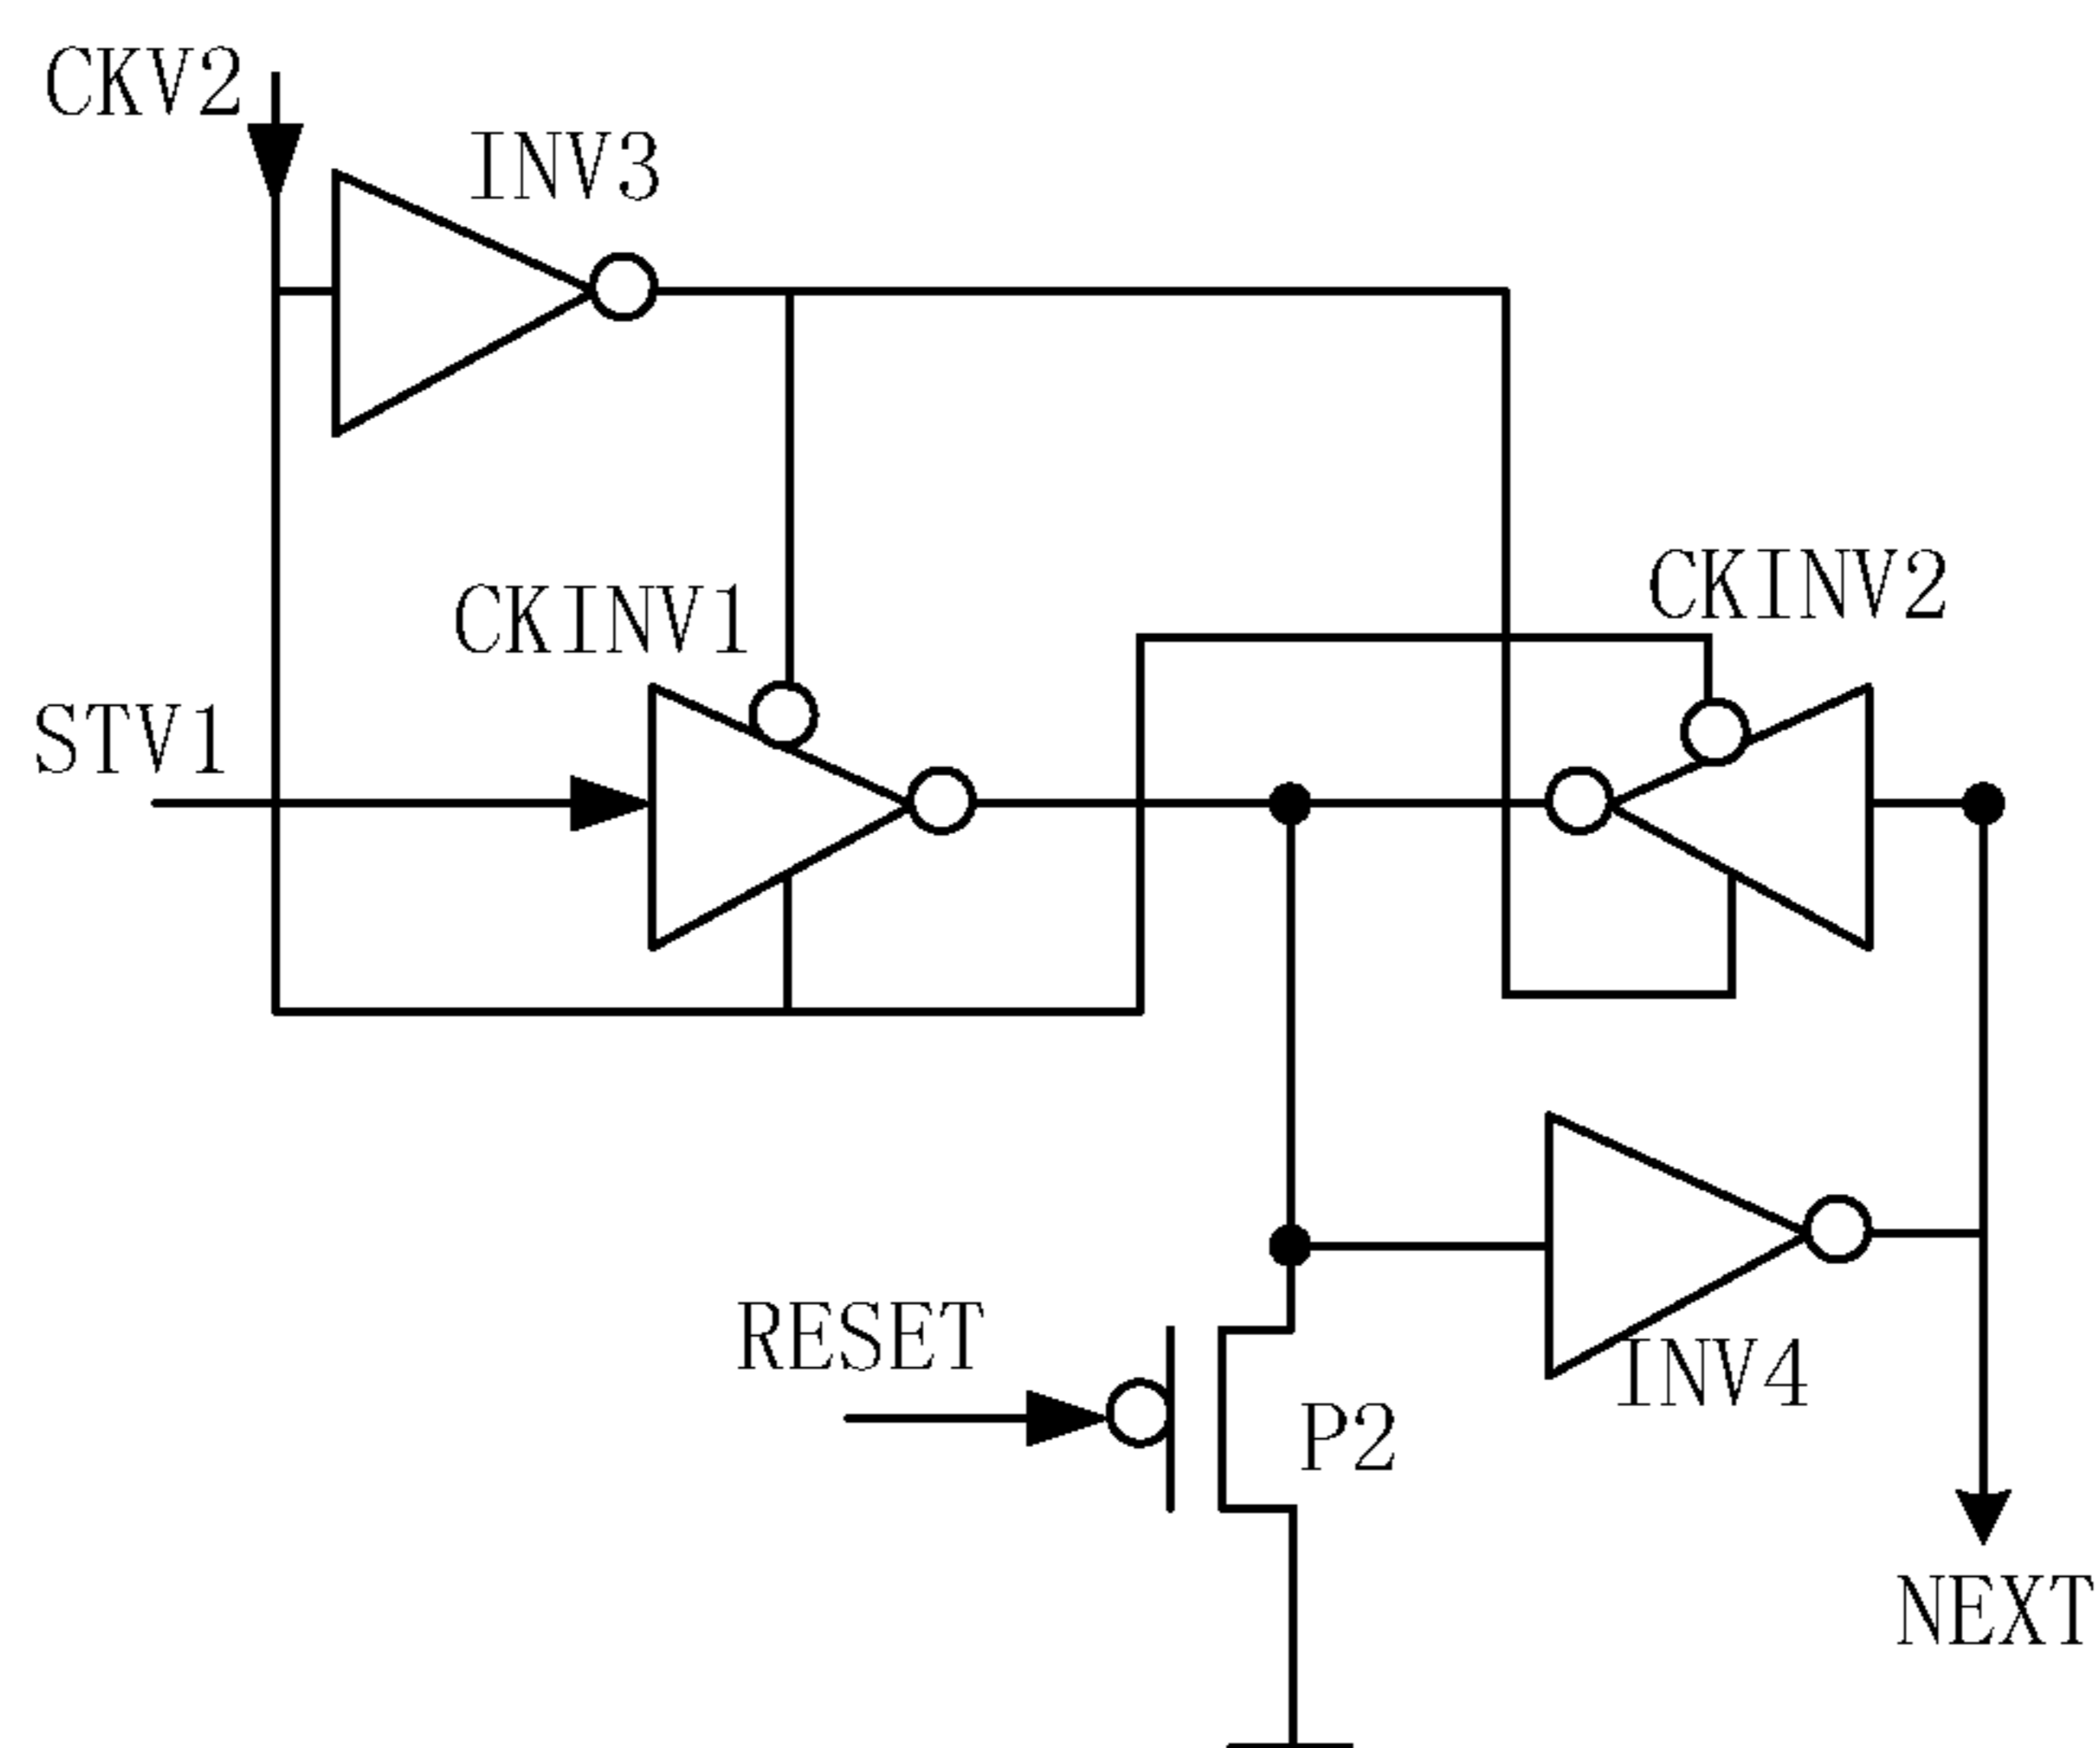 CKV2
INV3
CKINV2
CKINV1
STV1
RESET
INV4
P2
NEXT